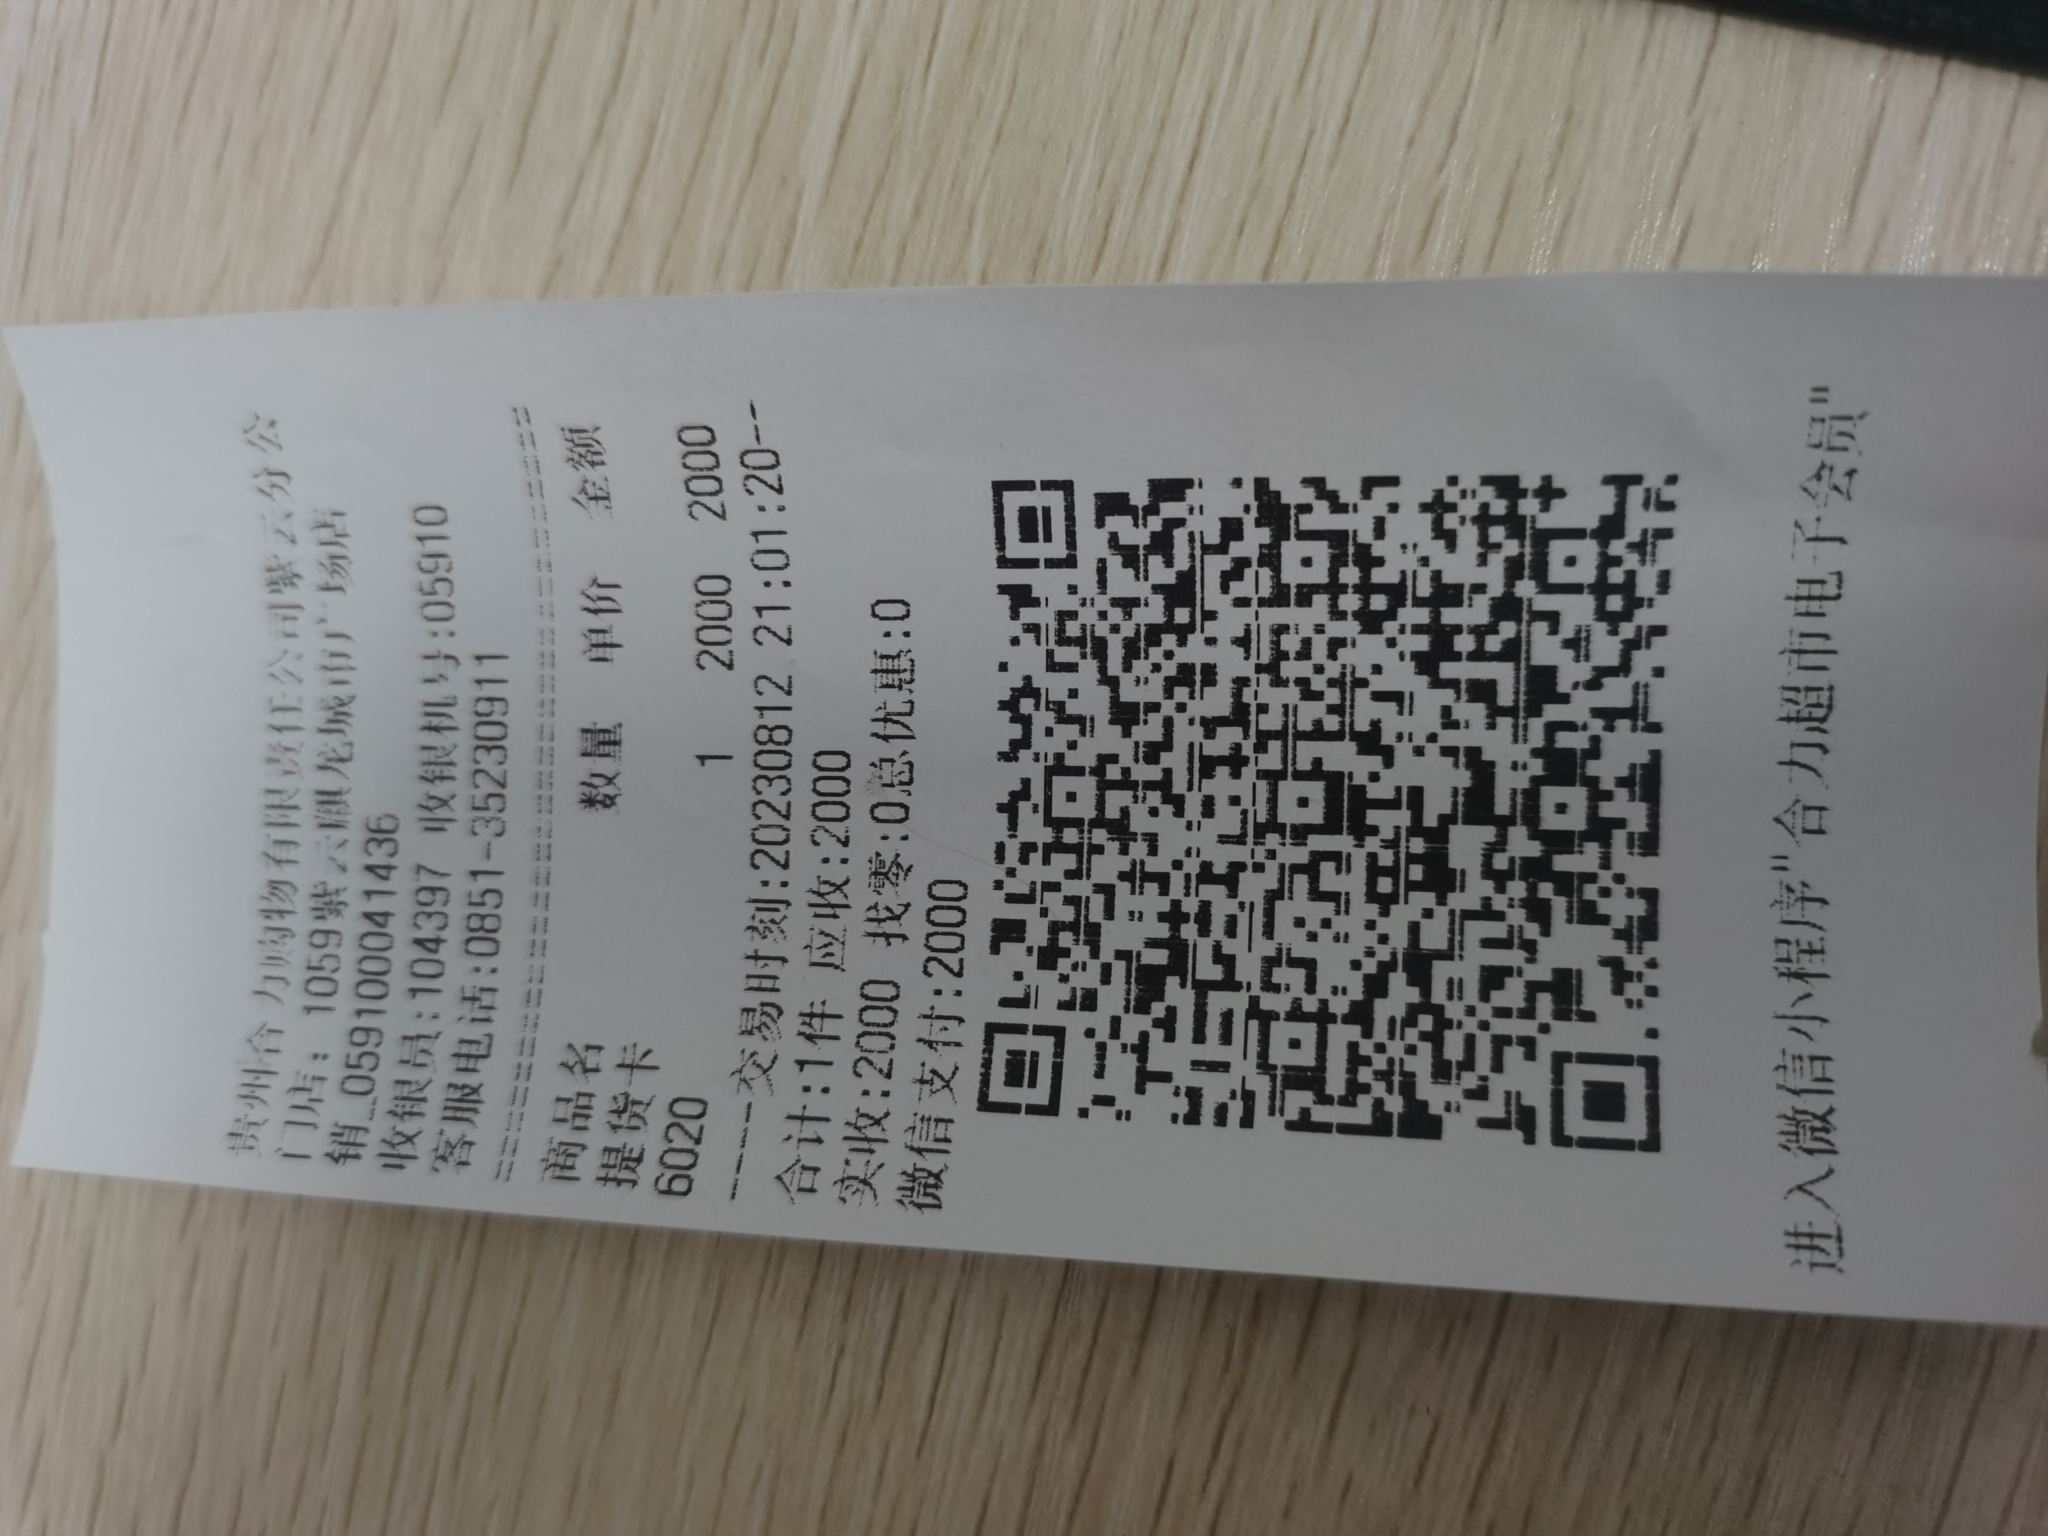 贵州合力购物有限责任公司紫云分公
门店： 1059紫云麒龙城市广场店
销_0591000041436
收银员:104397 收银机号:05910
客服电话:0851-35230911
================================
商品名 数量 单价 金额
提货卡
6020 1 2000 2000
----交易时刻:20230812 21:01:20---
合计:1件 应收:2000
实收:2000 找零:0总优惠:0
微信支付:2000
进入微信小程序"合力超市电子会员"